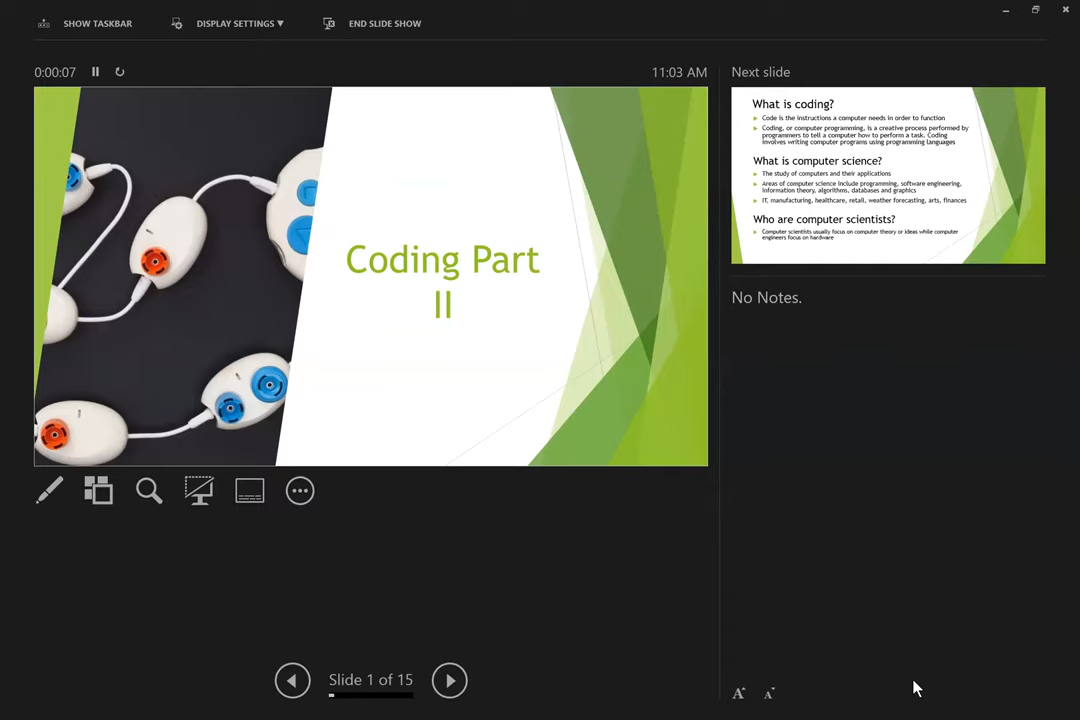 SHOW TASKBAR
DISPLAY SETTINGS ▼
END SLIDE SHOW
0:00:07
11:03 AM
Coding Part
II
Next slide
What is coding?
Code is the instructions a computer needs in order to function
Coding, or computer programming, is a creative process performed by
programmers to tell a computer how to perform a task. Coding
involves writing computer programs using programming languages
What is computer science?
The study of computers and their applications
Areas of computer science include programming, software engineering,
information theory, algorithms, databases and graphics
IT, manufacturing, healthcare, retail, weather forecasting, arts, finances
Who are computer scientists?
Computer scientists usually focus on computer theory or ideas while computer
engineers focus on hardware
No Notes.
Slide 1 of 15
A A